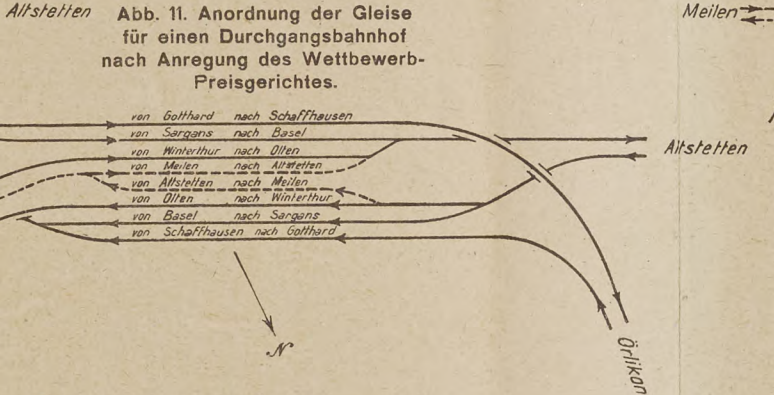 Altstetten
Abb. 11. Anordnung der Gleise
für einen Durchgangsbahnhof
nach Anregung des Wettbewerb-
Preisgerichtes.
Meilen
von Gotthard nach Schaffhausen
von Sargans nach Basel
von Winterthur nach Olten
von Meilen nach Altstetten
von Altstetten nach Meilen
von Olten nach Winterthur
von Basel nach Sargans
von Schaffhausen nach Gotthard
Altstetten
N
Örlikon